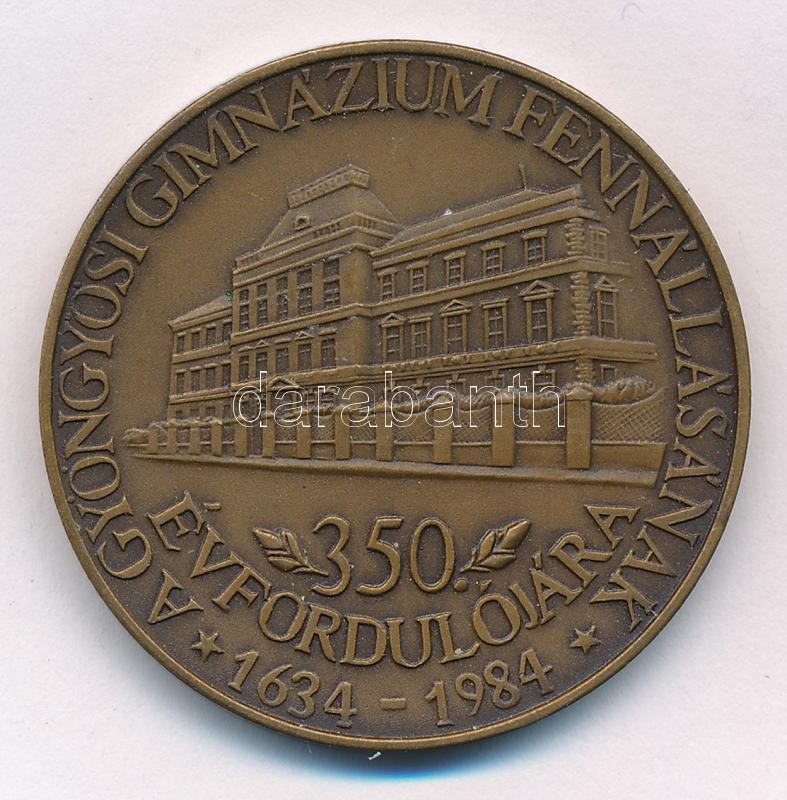 A GYÖNGYÖSI GIMNÁZIUM FENNÁLLÁSÁNAK
350.
ÉVFORDULÓJÁRA
1634 - 1984
darabanth